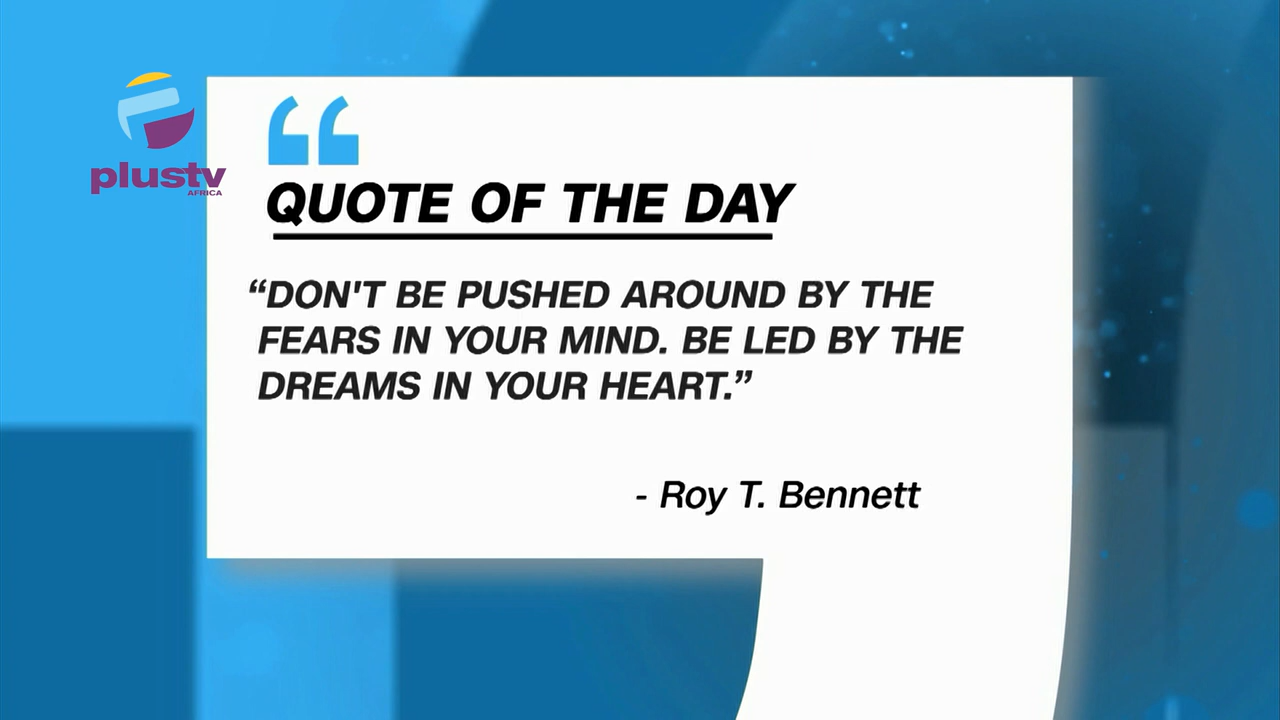 plustv
AFRICA
QUOTE OF THE DAY
“DON'T BE PUSHED AROUND BY THE
FEARS IN YOUR MIND. BE LED BY THE
DREAMS IN YOUR HEART.”
- Roy T. Bennett